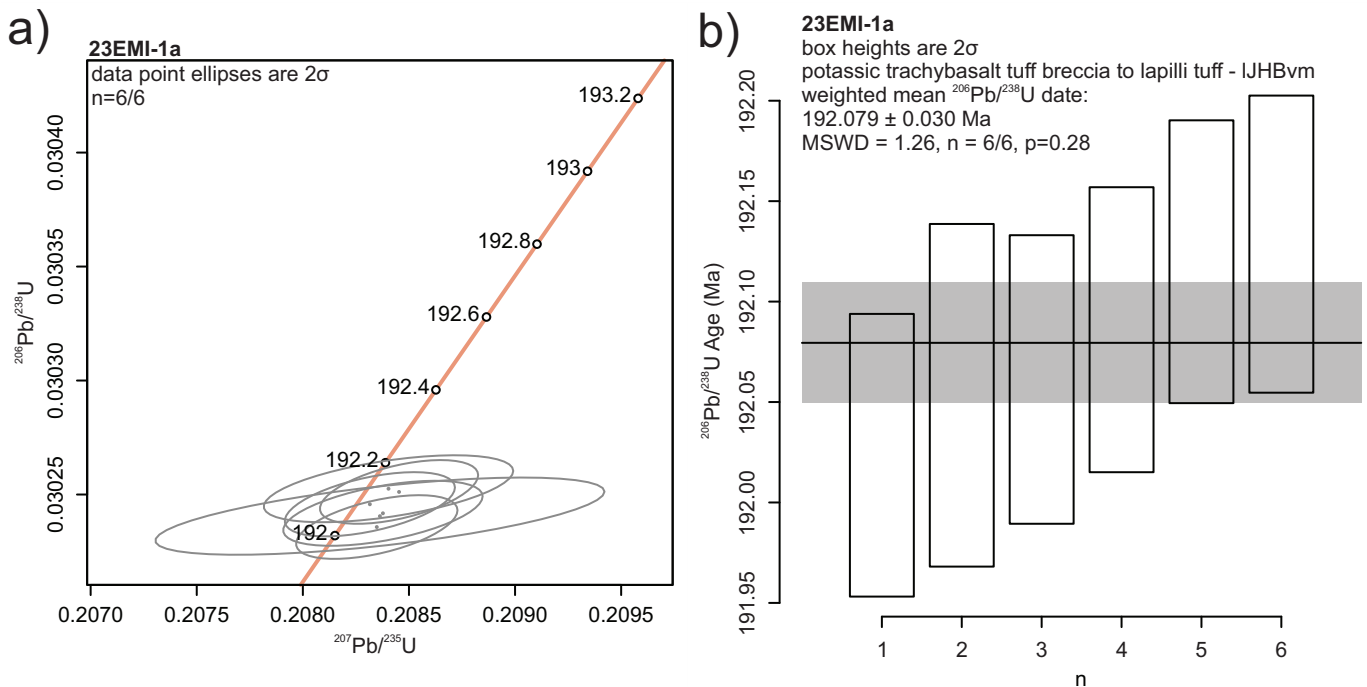 a)
23EMI-1a
data point ellipses are 2σ
n=6/6
193.2
193
192.8
192.6
192.4
192.2
192
0.03040
0.03035
0.03030
0.03025
²⁰⁶Pb/²³⁸U
0.2070 0.2075 0.2080 0.2085 0.2090 0.2095
²⁰⁷Pb/²³⁵U
b)
23EMI-1a
box heights are 2σ
potassic trachybasalt tuff breccia to lapilli tuff - lJHBvm
weighted mean ²⁰⁶Pb/²³⁸U date:
192.079 ± 0.030 Ma
MSWD = 1.26, n = 6/6, p=0.28
192.20
192.15
192.10
192.05
192.00
191.95
²⁰⁶Pb/²³⁸U Age (Ma)
1 2 3 4 5 6
n